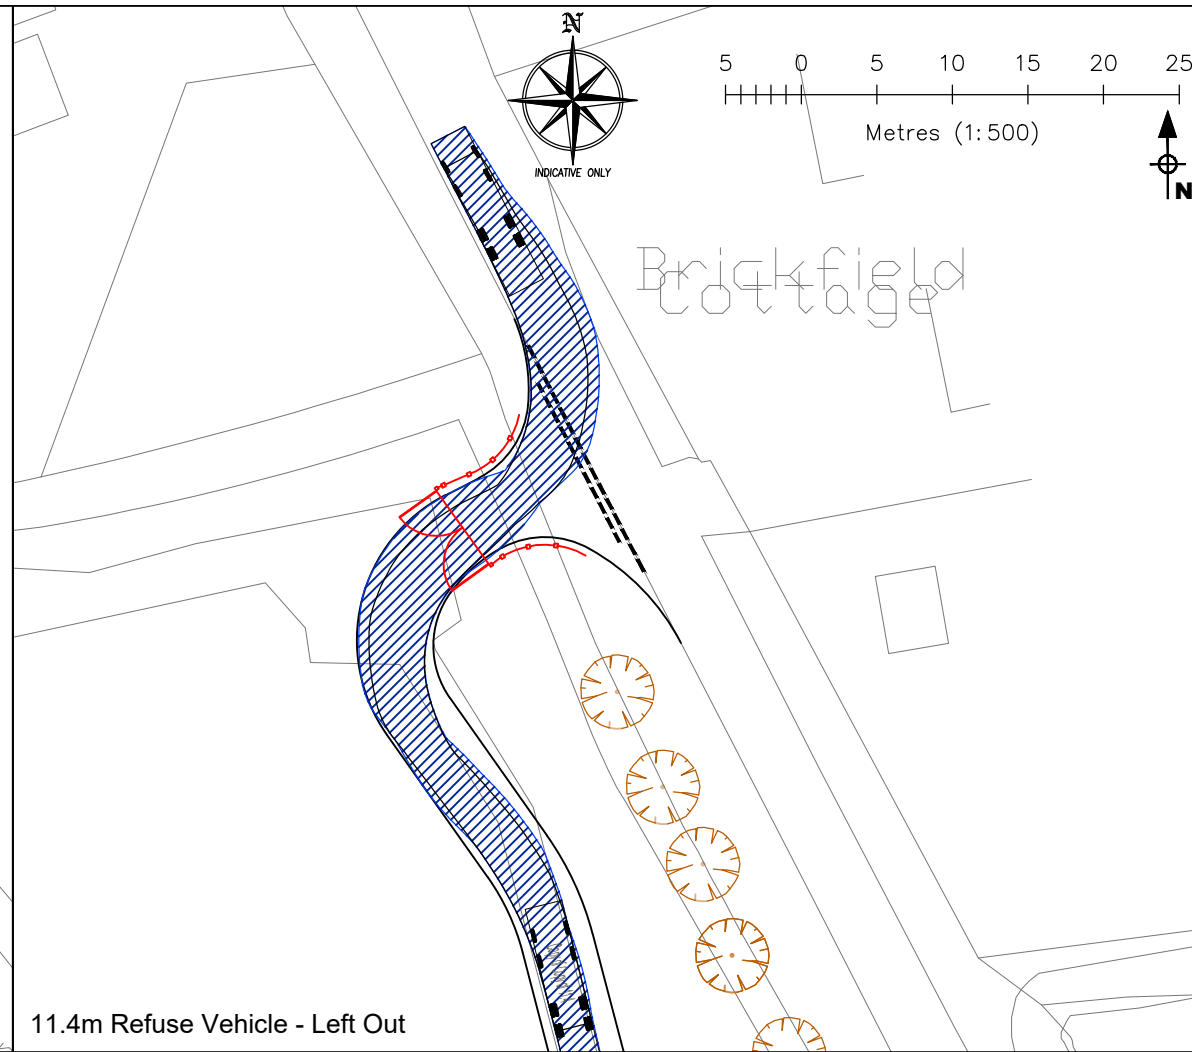 N
INDICATIVE ONLY
5 0 5 10 15 20 25
Metres (1:500)
N
Brickfield
Cottage
11.4m Refuse Vehicle - Left Out